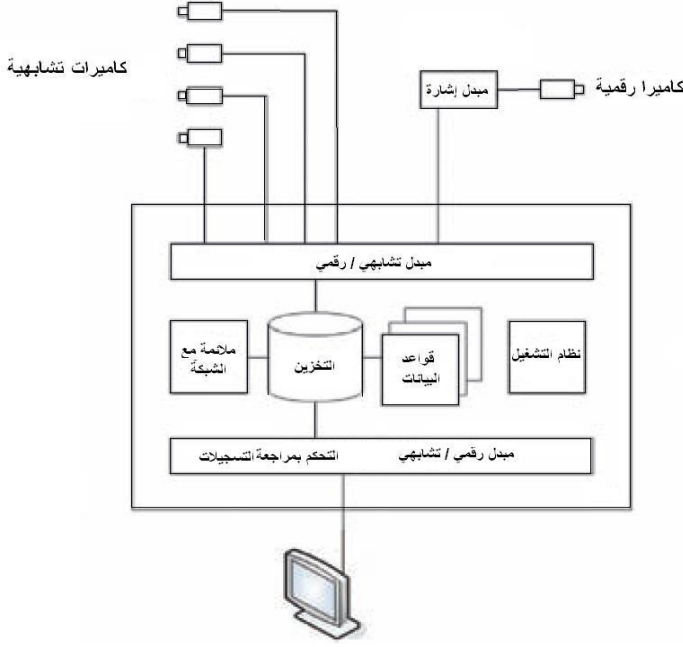 كاميرات تشابهية
كاميرا رقمية
مبدل إشارة
مبدل تشابهي / رقمي
نظام التشغيل
قواعد
البيانات
التخزين
ملائمة مع
الشبكة
مبدل رقمي / تشابهي
التحكم بمراجعة التسجيلات